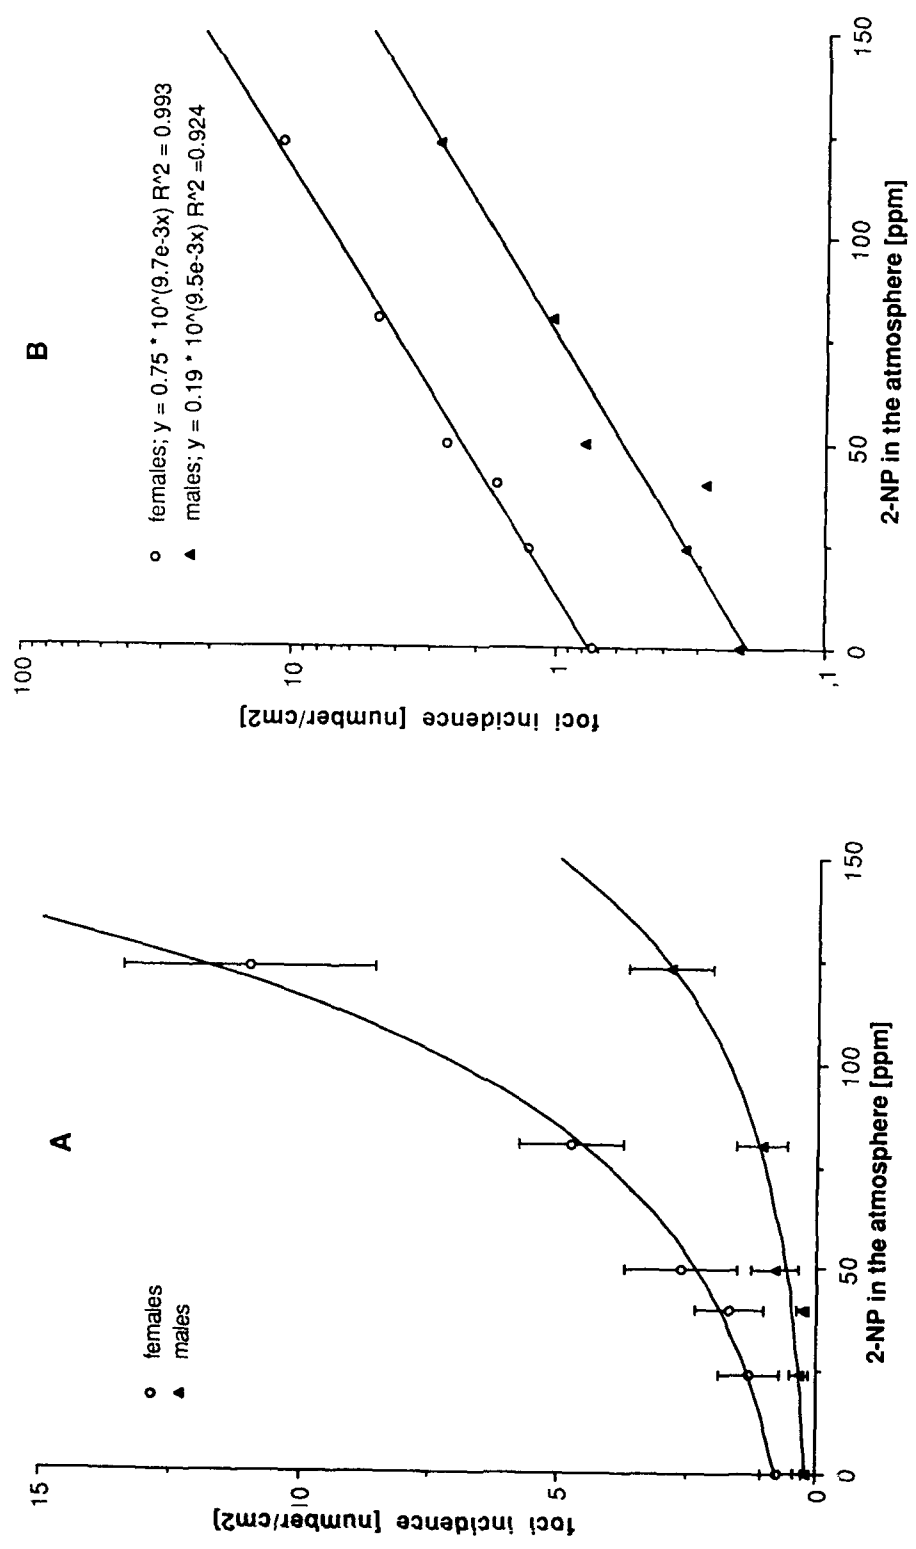 A
15
10
5
0
foci incidence [number/cm2]
females
males
0
50
100
150
2-NP in the atmosphere [ppm]
B
100
10
1
,1
foci incidence [number/cm2]
females; y = 0.75 * 10^(9.7e-3x) R^2 = 0.993
males; y = 0.19 * 10^(9.5e-3x) R^2 =0.924
0
50
100
150
2-NP in the atmosphere [ppm]